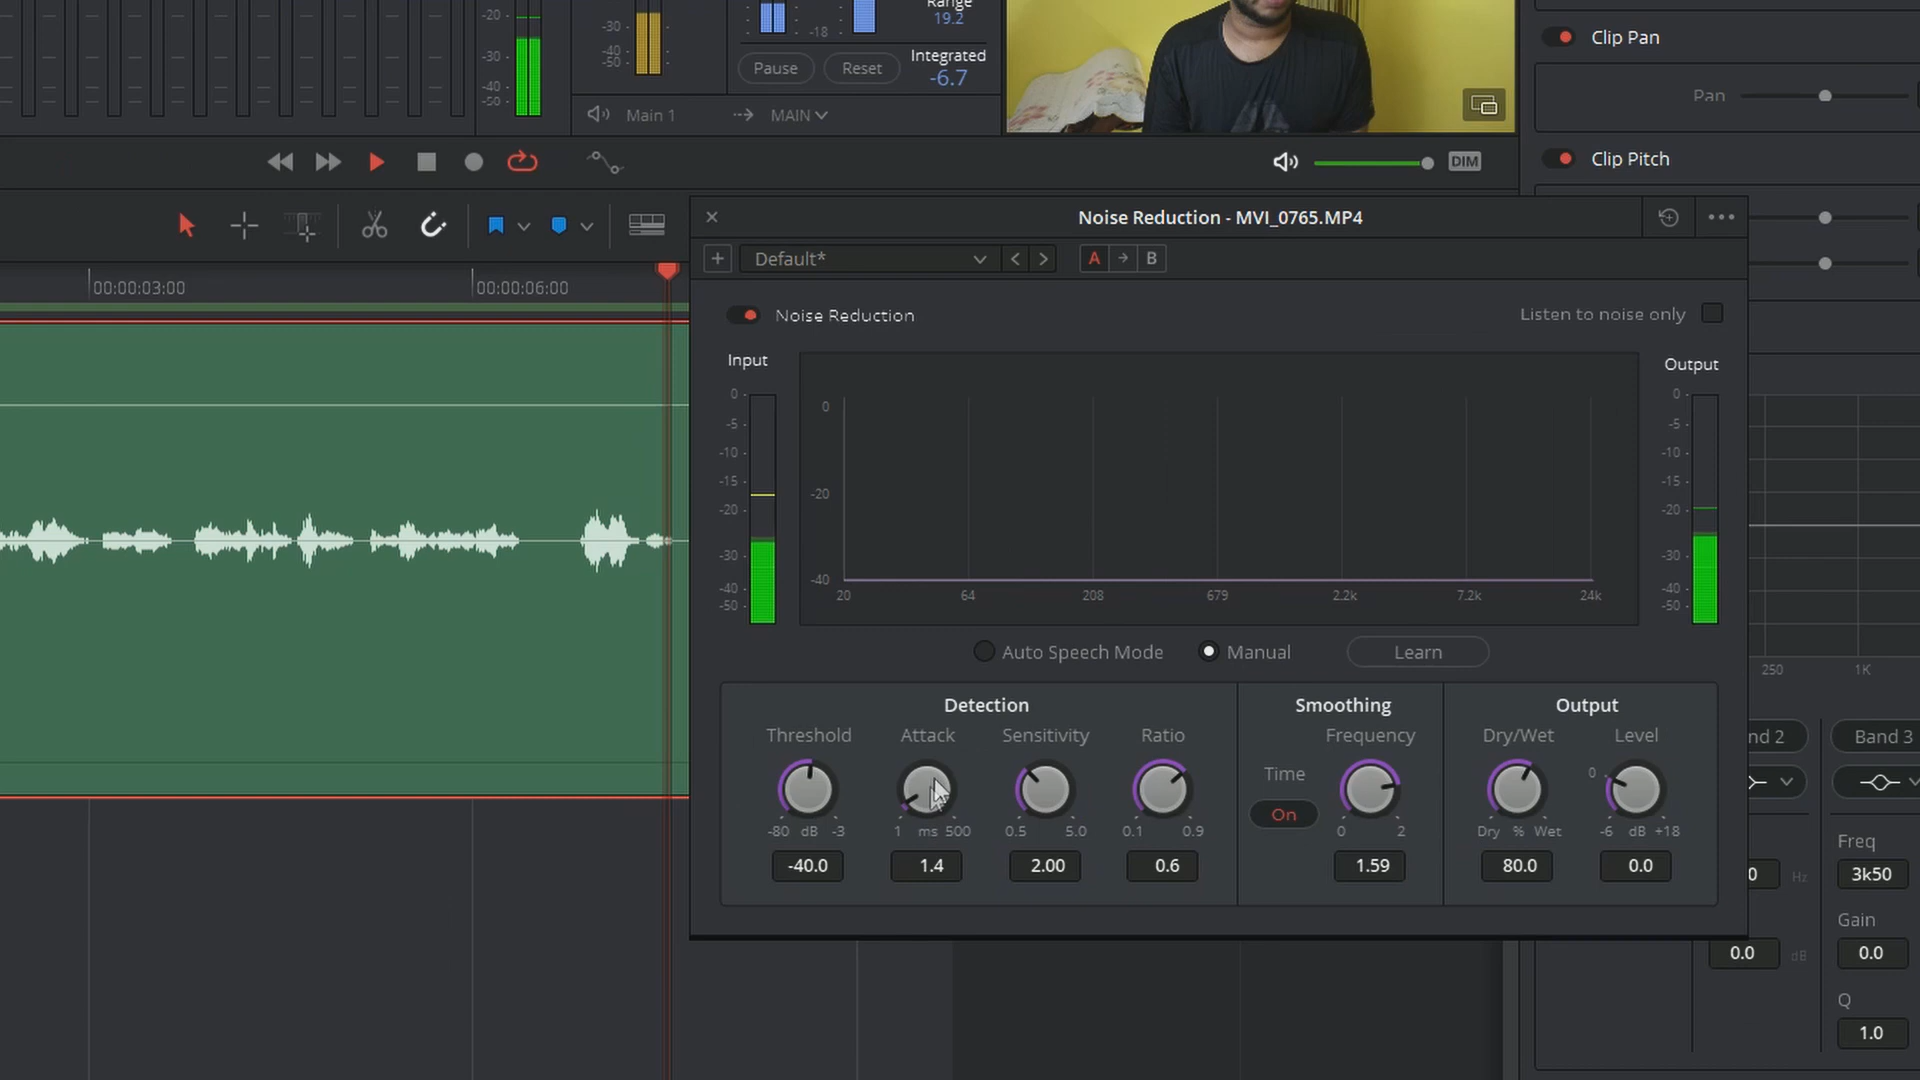 -20
-30
-40
-50
-30
-40
-50
-18
Range
19.2
Pause
Reset
Integrated
-6.7
Main 1
MAIN
Clip Pan
Pan
Clip Pitch
DIM
Noise Reduction - MVI_0765.MP4
Default*
A
B
00:00:03:00
00:00:06:00
Noise Reduction
Listen to noise only
Input
Output
0
-5
-10
-15
-20
-30
-40
-50
0
-20
-40
20
64
208
679
2.2k
7.2k
24k
0
-5
-10
-15
-20
-30
-40
-50
Auto Speech Mode
Manual
Learn
250
1K
Detection
Smoothing
Output
Threshold
Attack
Sensitivity
Ratio
Frequency
Dry/Wet
Level
Time
On
0
-80 dB -3
1 ms 500
0.5 5.0
0.1 0.9
0 2
Dry % Wet
-6 dB +18
-40.0
1.4
2.00
0.6
1.59
80.0
0.0
nd 2
Band 3
Freq
0
Hz
3k50
Gain
0.0
dB
0.0
Q
1.0